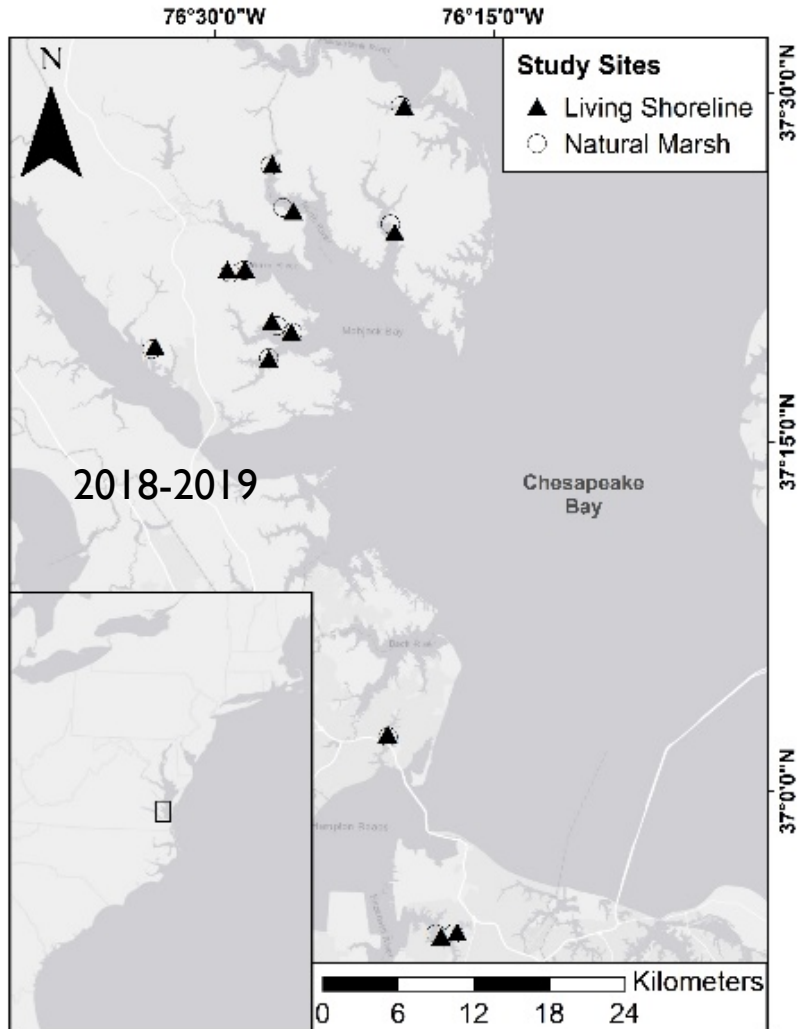 76°30'0"W 76°15'0"W
N
Study Sites
Living Shoreline
Natural Marsh
37°30'0"N
Mobjack Bay
37°15'0"N
2018-2019
Chesapeake
Bay
Back River
37°0'0"N
Hampton Roads
Kilometers
0 6 12 18 24